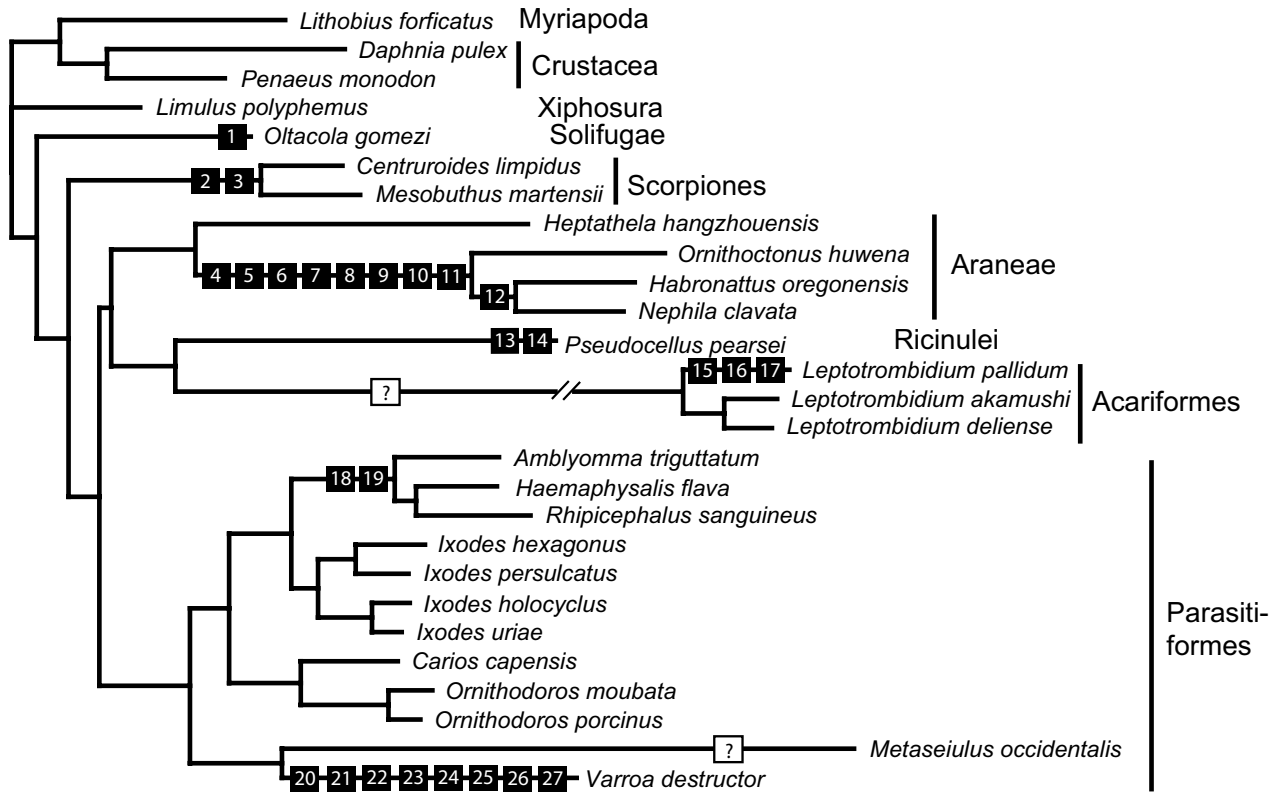 Lithobius forficatus Myriapoda
Daphnia pulex
Crustacea
Penaeus monodon
Limulus polyphemus Xiphosura
1 Oltacola gomezi Solifugae
Centruroides limpidus
2 3 Scorpiones
Mesobuthus martensii
Heptathela hangzhouensis
Ornithoctonus huwena
Araneae
4 5 6 7 8 9 10 11
Habronattus oregonensis
12
Nephila clavata
13 14 Pseudocellus pearsei Ricinulei
15 16 17 Leptotrombidium pallidum
?
Leptotrombidium akamushi Acariformes
Leptotrombidium deliense
Amblyomma triguttatum
18 19
Haemaphysalis flava
Rhipicephalus sanguineus
Ixodes hexagonus
Ixodes persulcatus
Ixodes holocyclus
Parasiti-
formes
Ixodes uriae
Carios capensis
Ornithodoros moubata
Ornithodoros porcinus
? Metaseiulus occidentalis
20 21 22 23 24 25 26 27 Varroa destructor